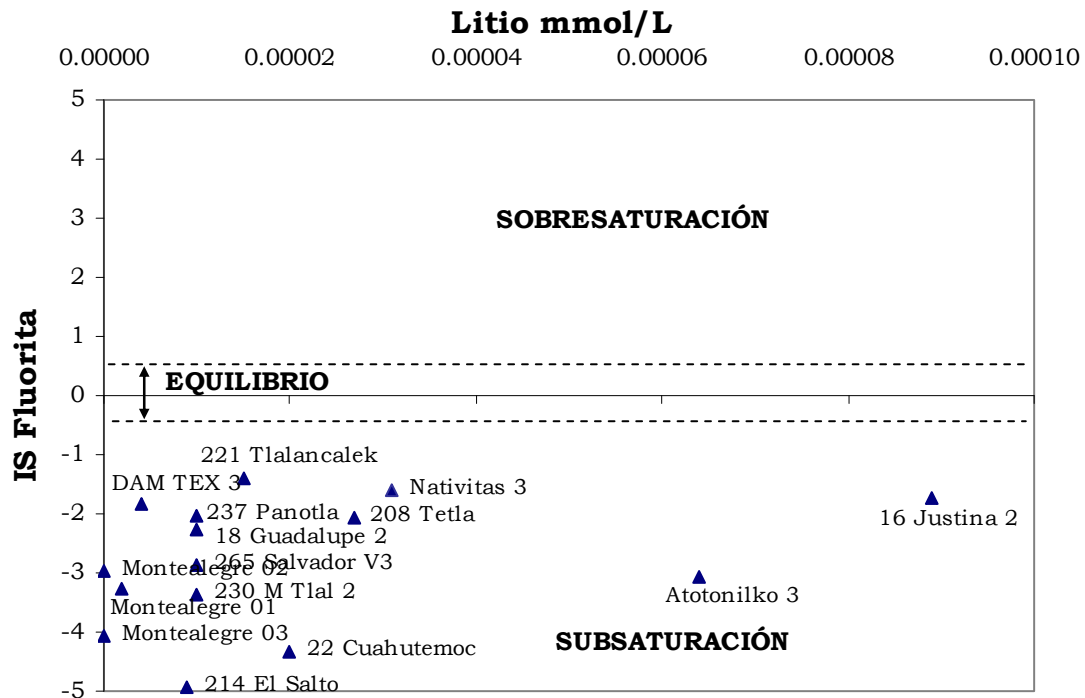 Litio mmol/L
0.00000 0.00002 0.00004 0.00006 0.00008 0.00010
5
4
3
SOBRESATURACIÓN
2
1
EQUILIBRIO
0
IS Fluorita
-1
221 Tlalancalek
DAM TEX 3
Nativitas 3
-2
237 Panotla
208 Tetla
16 Justina 2
18 Guadalupe 2
265 Salvador V3
-3
Montealegre 02
230 M Tlal 2
Atotonilko 3
Montealegre 01
-4
Montealegre 03
22 Cuahutemoc
SUBSATURACIÓN
-5
214 El Salto